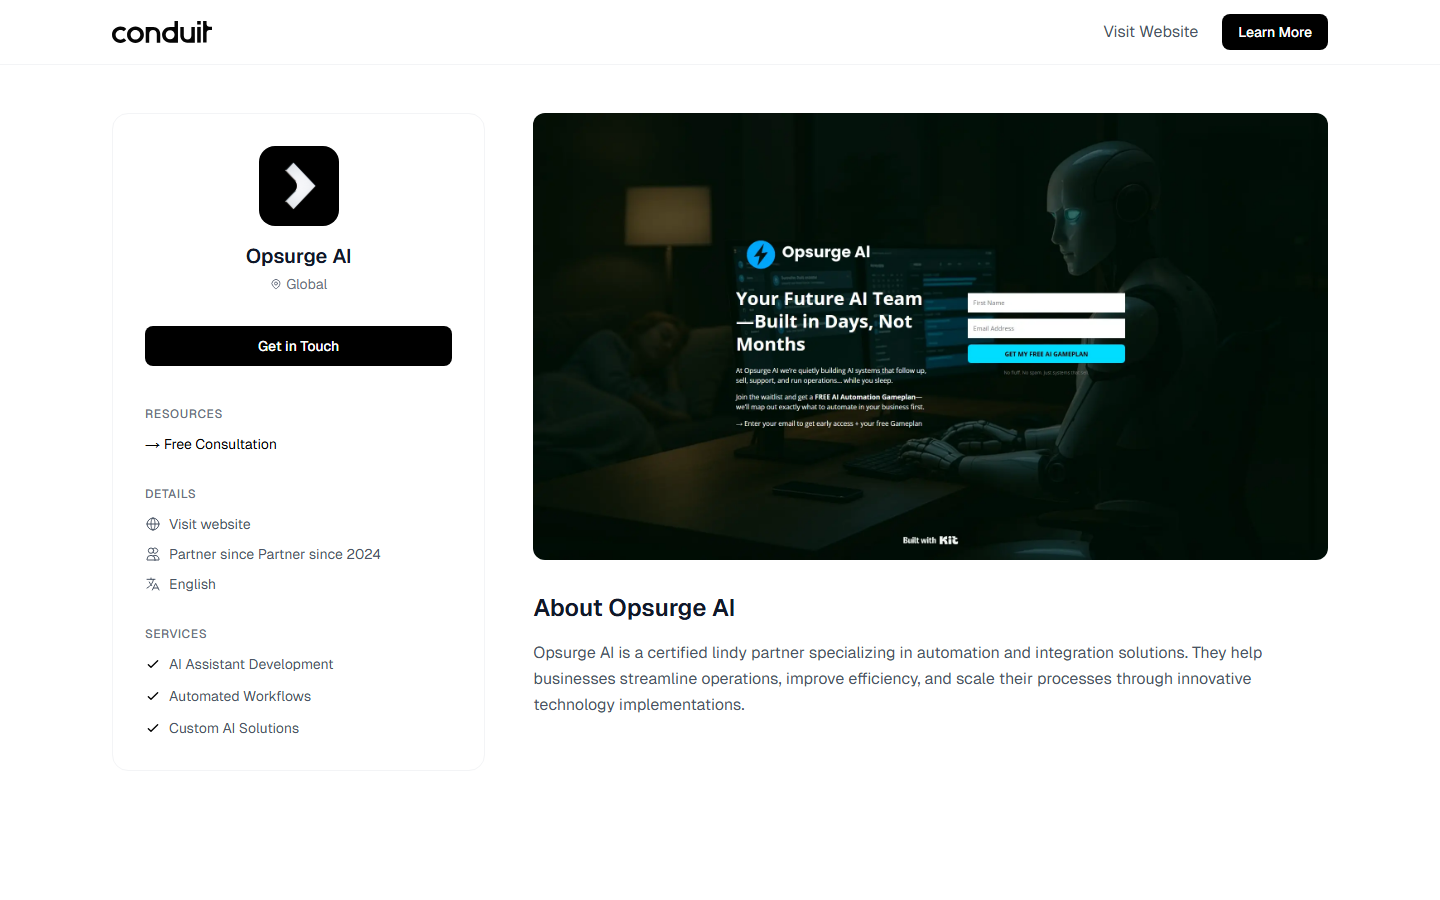 conduit
Visit Website
Learn More
Opsurge AI
Global
Get in Touch
RESOURCES
→ Free Consultation
DETAILS
Visit website
Partner since Partner since 2024
English
SERVICES
AI Assistant Development
Automated Workflows
Custom AI Solutions
Opsurge AI
Your Future AI Team
—Built in Days, Not
Months
At Opsurge AI we're quietly building AI systems that follow up,
sell, support, and run operations... while you sleep.
Join the waitlist and get a FREE AI Automation Gameplan—
we'll map out exactly what to automate in your business first.
→ Enter your email to get early access + your free Gameplan
First Name
Email Address
GET MY FREE AI GAMEPLAN
No fluff. No spam. Just systems that
Built with Kit
About Opsurge AI
Opsurge AI is a certified lindy partner specializing in automation and integration solutions. They help
businesses streamline operations, improve efficiency, and scale their processes through innovative
technology implementations.